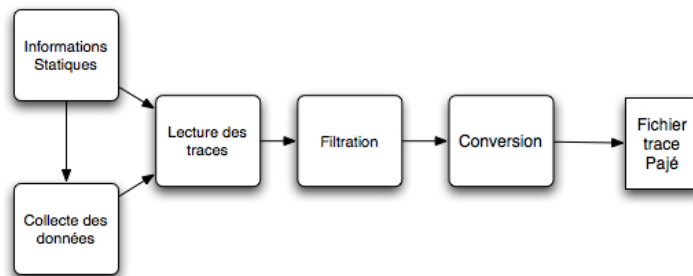 Informations
Statiques
Lecture des
traces
Filtration
Conversion
Fichier
trace
Pajé
Collecte des
données